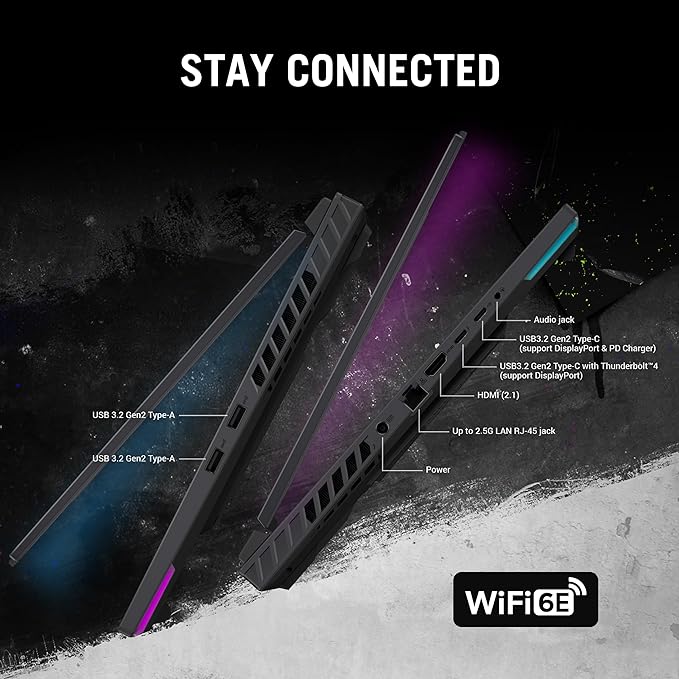 STAY CONNECTED
Audio jack
USB3.2 Gen2 Type-C
(support DisplayPort & PD Charger)
USB3.2 Gen2 Type-C with Thunderbolt™4
(support DisplayPort)
HDMI (2.1)
USB 3.2 Gen2 Type-A
Up to 2.5G LAN RJ-45 jack
USB 3.2 Gen2 Type-A
Power
WiFi 6E